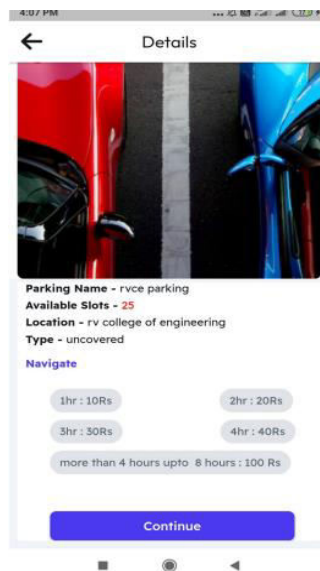 4:07 PM
Details
Parking Name - rvce parking
Available Slots - 25
Location - rv college of engineering
Type - uncovered
Navigate
1hr : 10Rs 2hr : 20Rs
3hr : 30Rs 4hr : 40Rs
more than 4 hours upto 8 hours : 100 Rs
Continue